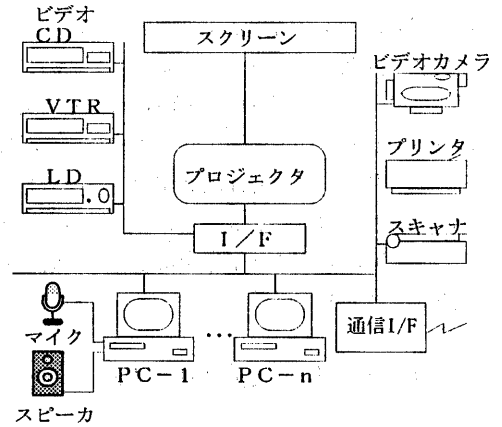 ビデオ
CD
スクリーン
ビデオカメラ
VTR
プリンタ
LD
プロジェクタ
スキャナ
I/F
マイク
通信I/F
PC-1
...
PC-n
スピーカ